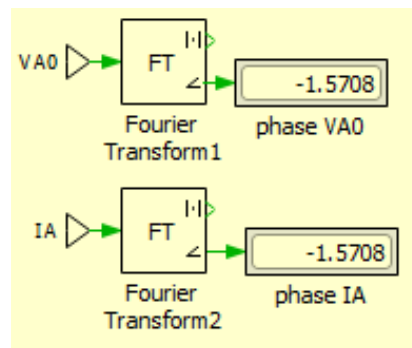 VA0
FT
|·|
∠
-1.5708
Fourier
Transform1
phase VA0
IA
FT
|·|
∠
-1.5708
Fourier
Transform2
phase IA